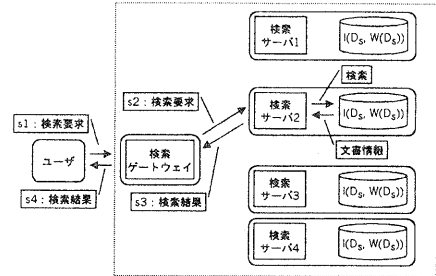 検索
サーバ1
I(Ds, W(Ds))
検索
s2：検索要求
検索
サーバ2
I(Ds, W(Ds))
s1：検索要求
文書情報
ユーザ
検索
ゲートウェイ
s4：検索結果
s3：検索結果
検索
サーバ3
I(Ds, W(Ds))
検索
サーバ4
I(Ds, W(Ds))